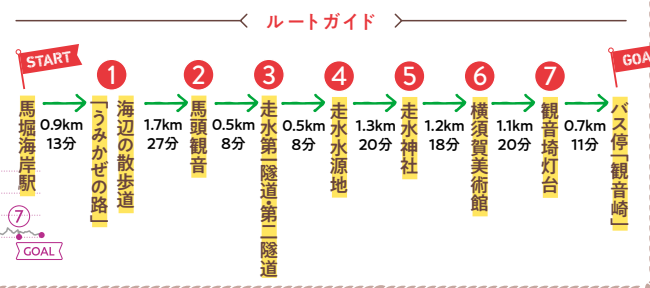 ルートガイド
START
馬堀海岸駅
0.9km
13分
1
海辺の散歩道
「うみかぜの路」
1.7km
27分
2
馬頭観音
0.5km
8分
3
走水第一隧道・第二隧道
0.5km
8分
4
走水水源地
1.3km
20分
5
走水神社
1.2km
18分
6
横須賀美術館
1.1km
20分
7
観音埼灯台
0.7km
11分
GOA
バス停「観音崎」
7
GOAL